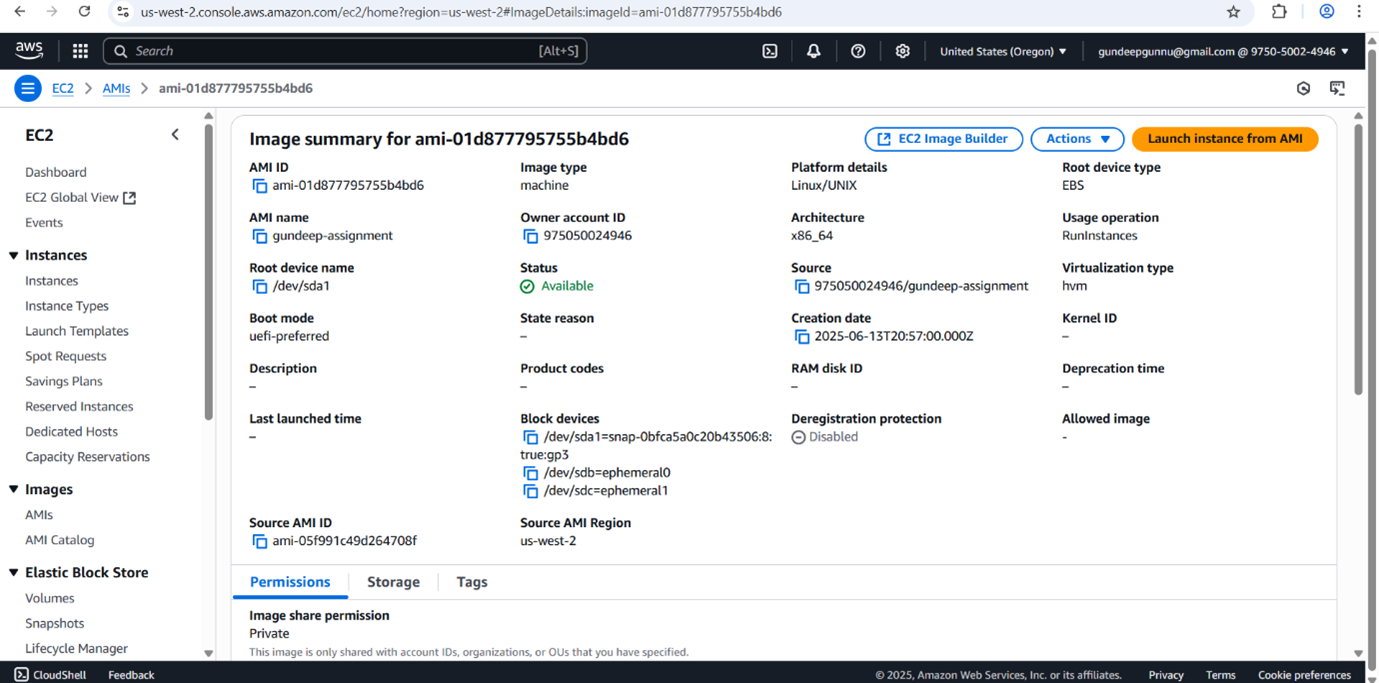 us-west-2.console.aws.amazon.com/ec2/home?region=us-west-2#ImageDetails:imageId=ami-01d877795755b4bd6
aws
Search [Alt+S]
United States (Oregon)
gundeepgunnu@gmail.com @ 9750-5002-4946
EC2 > AMIs > ami-01d877795755b4bd6
EC2
Dashboard
EC2 Global View
Events
Instances
Instances
Instance Types
Launch Templates
Spot Requests
Savings Plans
Reserved Instances
Dedicated Hosts
Capacity Reservations
Images
AMIs
AMI Catalog
Elastic Block Store
Volumes
Snapshots
Lifecycle Manager
Image summary for ami-01d877795755b4bd6
EC2 Image Builder
Actions
Launch instance from AMI
AMI ID
ami-01d877795755b4bd6
Image type
machine
Platform details
Linux/UNIX
Root device type
EBS
AMI name
gundeep-assignment
Owner account ID
975050024946
Architecture
x86_64
Usage operation
RunInstances
Root device name
/dev/sda1
Status
Available
Source
975050024946/gundeep-assignment
Virtualization type
hvm
Boot mode
uefi-preferred
State reason
–
Creation date
2025-06-13T20:57:00.000Z
Kernel ID
–
Description
–
Product codes
–
RAM disk ID
–
Deprecation time
–
Last launched time
–
Block devices
/dev/sda1=snap-0bfca5a0c20b43506:8:
true:gp3
/dev/sdb=ephemeral0
/dev/sdc=ephemeral1
Deregistration protection
Disabled
Allowed image
-
Source AMI ID
ami-05f991c49d264708f
Source AMI Region
us-west-2
Permissions
Storage
Tags
Image share permission
Private
This image is only shared with account IDs, organizations, or OUs that you have specified.
CloudShell
Feedback
© 2025, Amazon Web Services, Inc. or its affiliates.
Privacy
Terms
Cookie preferences